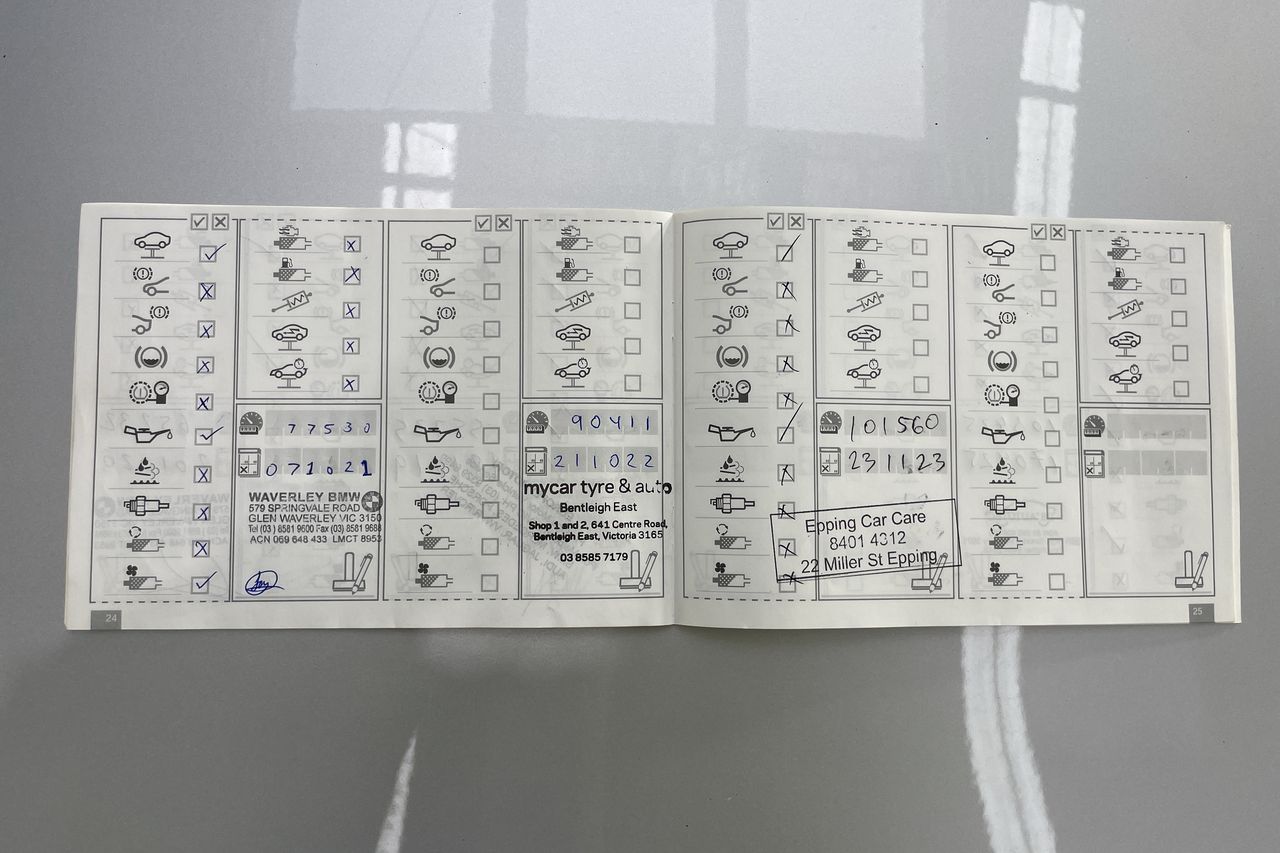 77530
071021
WAVERLEY BMW
579 SPRINGVALE ROAD
GLEN WAVERLEY VIC 3150
Tel (03) 8581 9600 Fax (03) 8581 9688
ACN 069 648 433 LMCT 8953
24
90411
211022
mycar tyre & auto
Bentleigh East
Shop 1 and 2, 641 Centre Road,
Bentleigh East, Victoria 3165
03 8585 7179
101560
231123
Epping Car Care
8401 4312
22 Miller St Epping
25